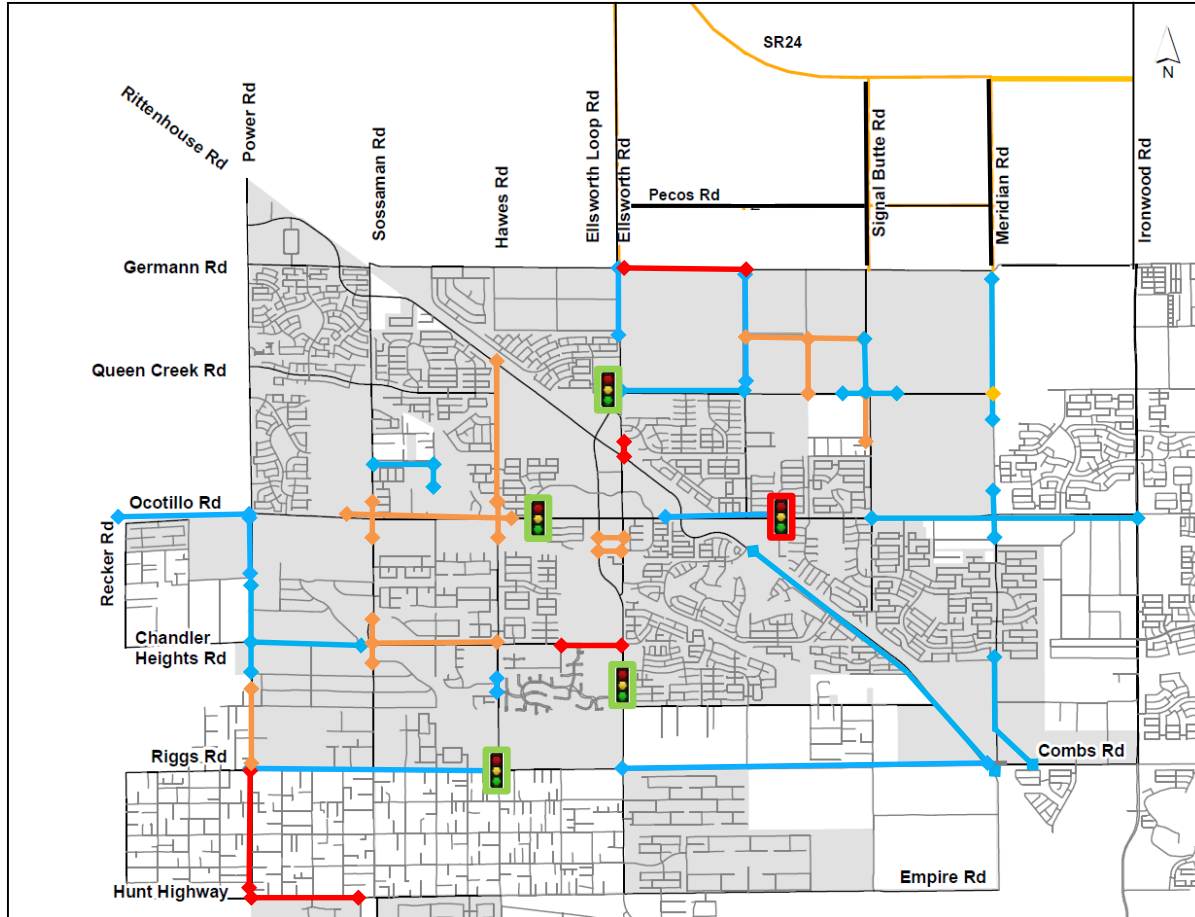 SR24
N
Rittenhouse Rd
Power Rd
Sossaman Rd
Hawes Rd
Ellsworth Loop Rd
Ellsworth Rd
Signal Butte Rd
Meridian Rd
Ironwood Rd
Pecos Rd
Germann Rd
Queen Creek Rd
Ocotillo Rd
Recker Rd
Chandler
Heights Rd
Riggs Rd
Combs Rd
Empire Rd
Hunt Highway